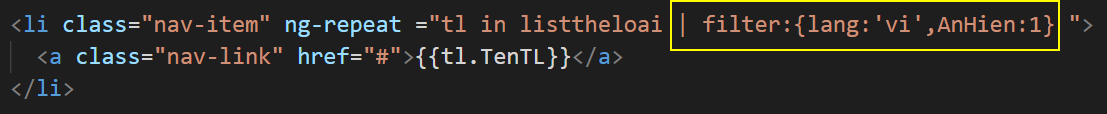 <li class="nav-item" ng-repeat ="tl in listtheloai | filter:{lang:'vi',AnHien:1} ">
<a class="nav-link" href="#">{{tl.TenTL}}</a>
</li>